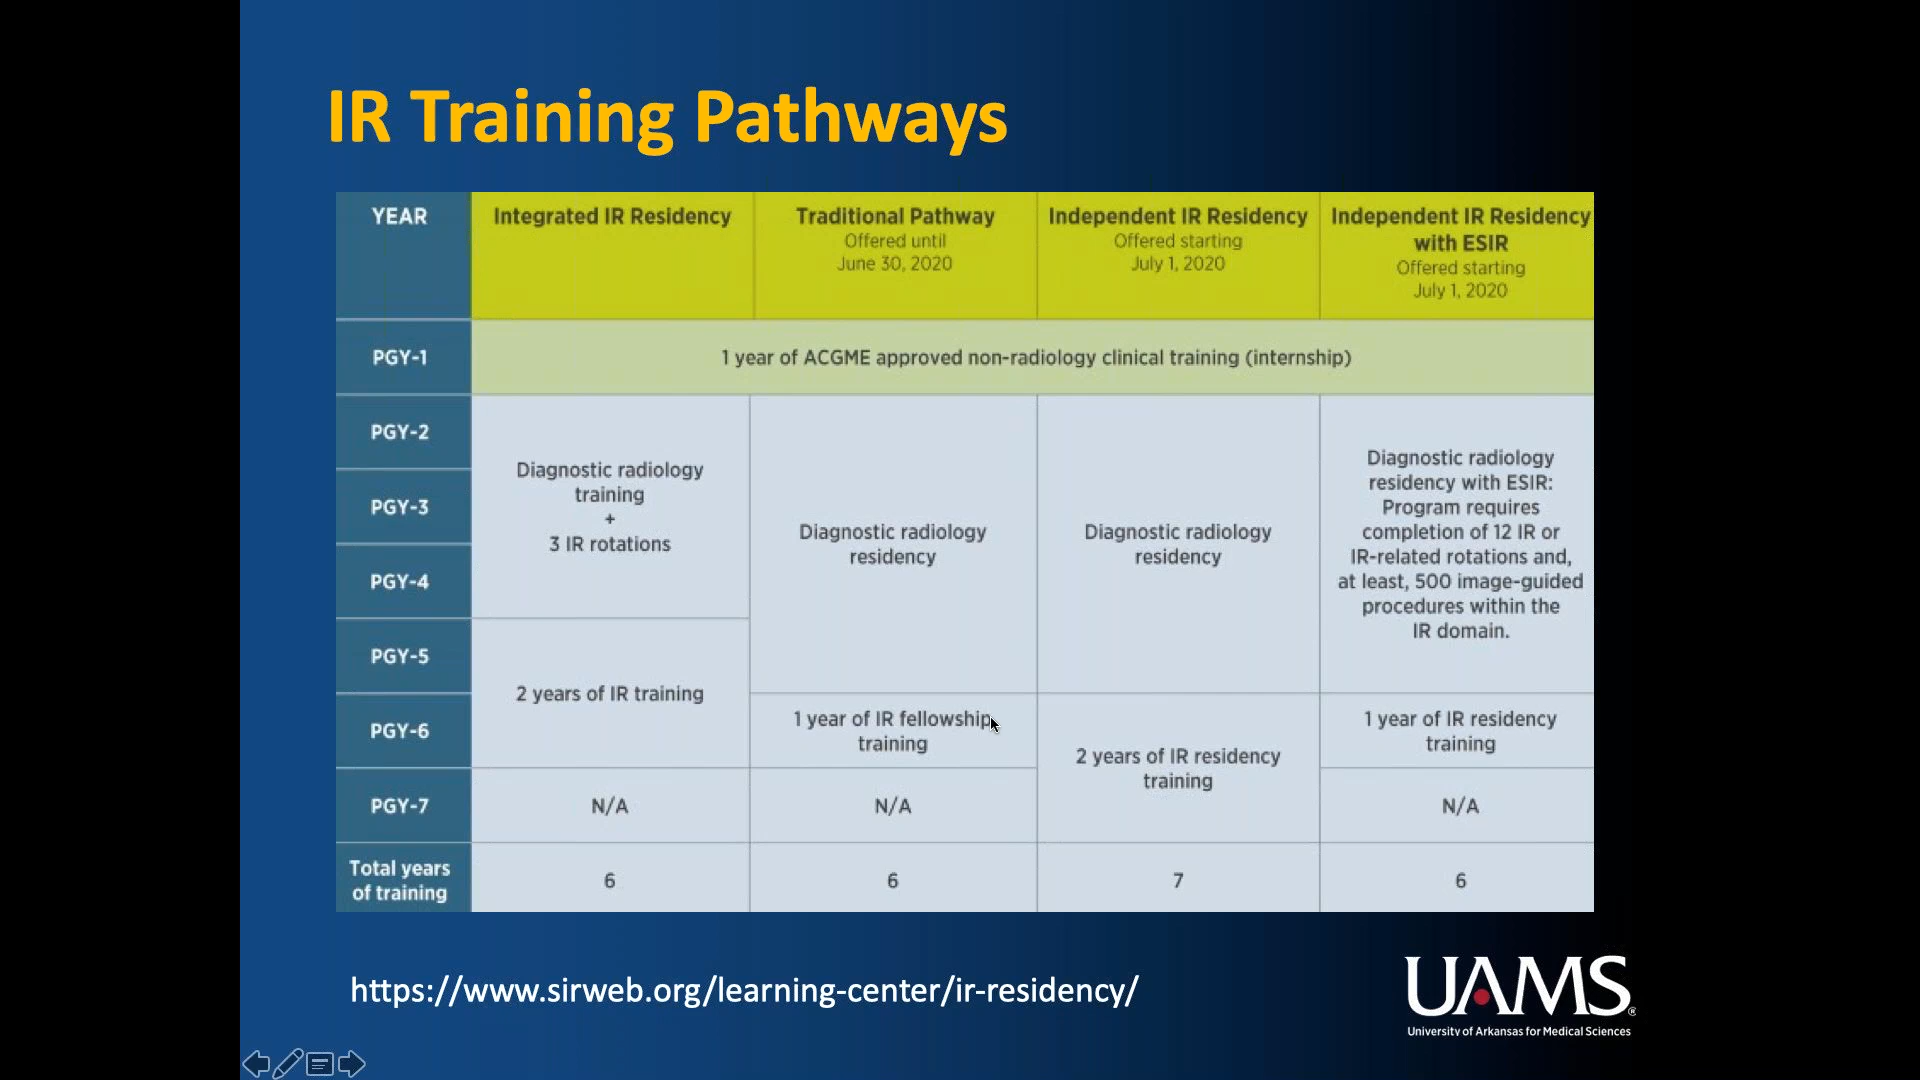 IR Training Pathways
YEAR
Integrated IR Residency
Traditional Pathway
Offered until
June 30, 2020
Independent IR Residency
Offered starting
July 1, 2020
Independent IR Residency
with ESIR
Offered starting
July 1, 2020
PGY-1
1 year of ACGME approved non-radiology clinical training (internship)
PGY-2
PGY-3
PGY-4
PGY-5
PGY-6
PGY-7
Diagnostic radiology
training
+
3 IR rotations
2 years of IR training
N/A
Diagnostic radiology
residency
1 year of IR fellowship
training
N/A
Diagnostic radiology
residency
2 years of IR residency
training
Diagnostic radiology
residency with ESIR:
Program requires
completion of 12 IR or
IR-related rotations and,
at least, 500 image-guided
procedures within the
IR domain.
1 year of IR residency
training
N/A
Total years
of training
6
6
7
6
https://www.sirweb.org/learning-center/ir-residency/
UAMS®
University of Arkansas for Medical Sciences